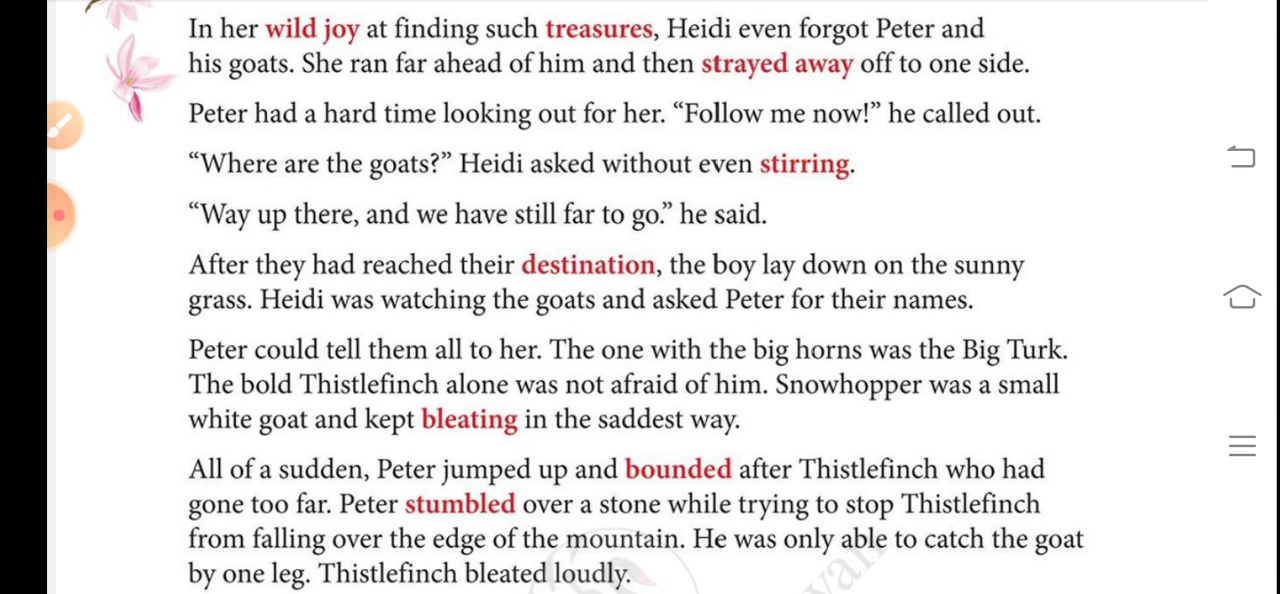 In her wild joy at finding such treasures, Heidi even forgot Peter and
his goats. She ran far ahead of him and then strayed away off to one side.
Peter had a hard time looking out for her. “Follow me now!” he called out.
“Where are the goats?” Heidi asked without even stirring.
“Way up there, and we have still far to go.” he said.
After they had reached their destination, the boy lay down on the sunny
grass. Heidi was watching the goats and asked Peter for their names.
Peter could tell them all to her. The one with the big horns was the Big Turk.
The bold Thistlefinch alone was not afraid of him. Snowhopper was a small
white goat and kept bleating in the saddest way.
All of a sudden, Peter jumped up and bounded after Thistlefinch who had
gone too far. Peter stumbled over a stone while trying to stop Thistlefinch
from falling over the edge of the mountain. He was only able to catch the goat
by one leg. Thistlefinch bleated loudly.